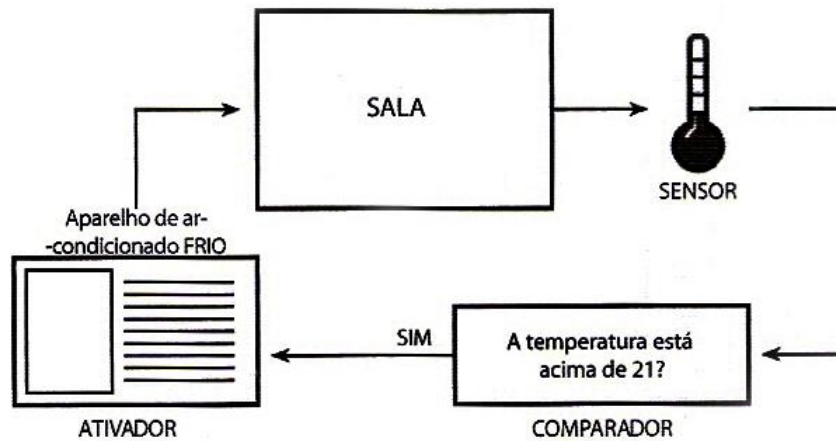 SALA
SENSOR
Aparelho de ar-
-condicionado FRIO
SIM
A temperatura está
acima de 21?
ATIVADOR
COMPARADOR